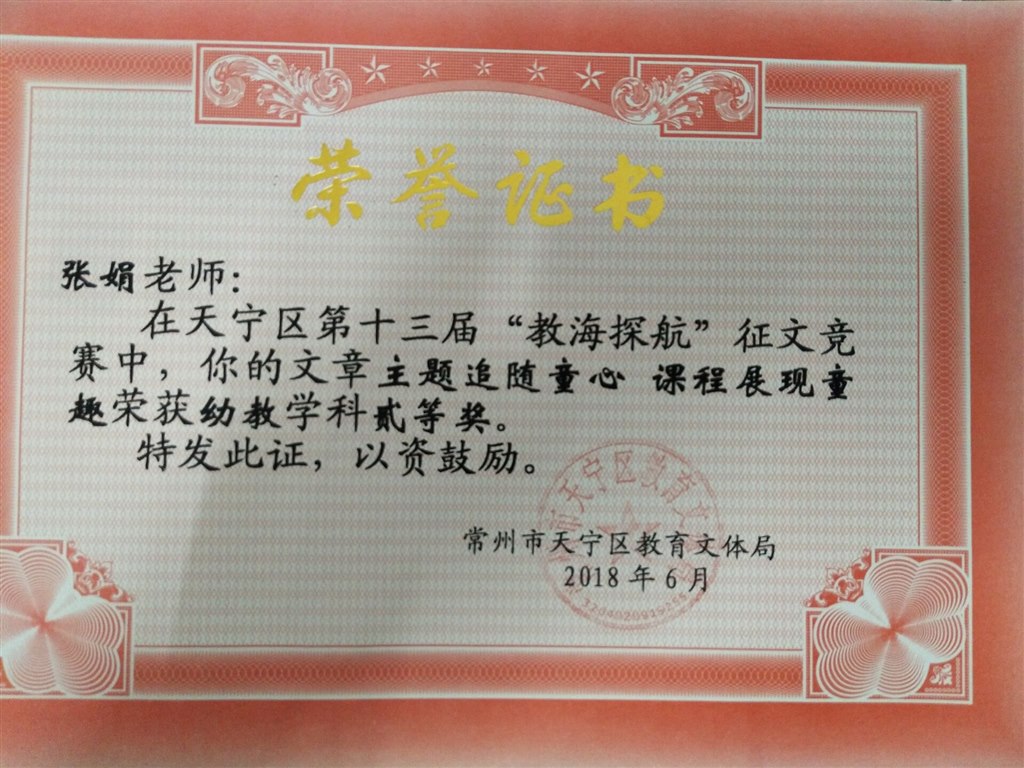 荣誉证书
张娟老师：
在天宁区第十三届“教海探航”征文竞
赛中，你的文章主题追随童心 课程展现童
趣荣获幼教学科贰等奖。
特发此证，以资鼓励。
常州市天宁区教育文体局
2018年6月